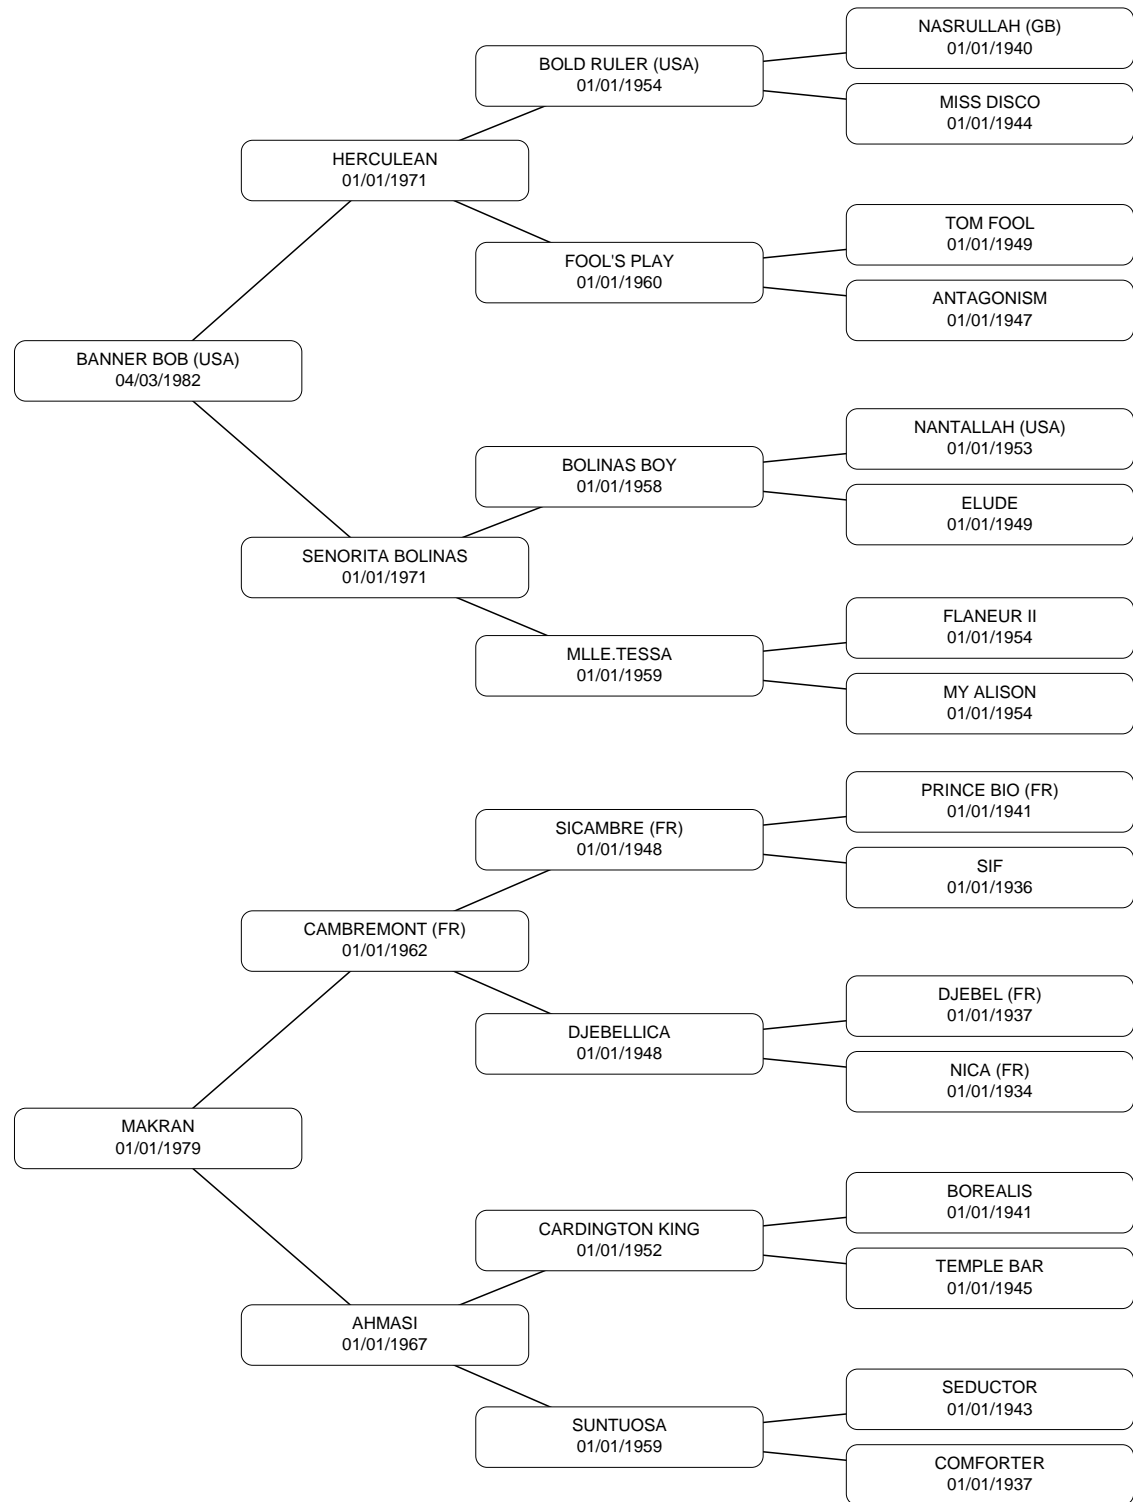 NASRULLAH (GB)
01/01/1940
BOLD RULER (USA)
01/01/1954
MISS DISCO
01/01/1944
HERCULEAN
01/01/1971
TOM FOOL
01/01/1949
FOOL'S PLAY
01/01/1960
ANTAGONISM
01/01/1947
BANNER BOB (USA)
04/03/1982
NANTALLAH (USA)
01/01/1953
BOLINAS BOY
01/01/1958
ELUDE
01/01/1949
SENORITA BOLINAS
01/01/1971
FLANEUR II
01/01/1954
MLLE.TESSA
01/01/1959
MY ALISON
01/01/1954
PRINCE BIO (FR)
01/01/1941
SICAMBRE (FR)
01/01/1948
SIF
01/01/1936
CAMBREMONT (FR)
01/01/1962
DJEBEL (FR)
01/01/1937
DJEBELLICA
01/01/1948
NICA (FR)
01/01/1934
MAKRAN
01/01/1979
BOREALIS
01/01/1941
CARDINGTON KING
01/01/1952
TEMPLE BAR
01/01/1945
AHMASI
01/01/1967
SEDUCTOR
01/01/1943
SUNTUOSA
01/01/1959
COMFORTER
01/01/1937